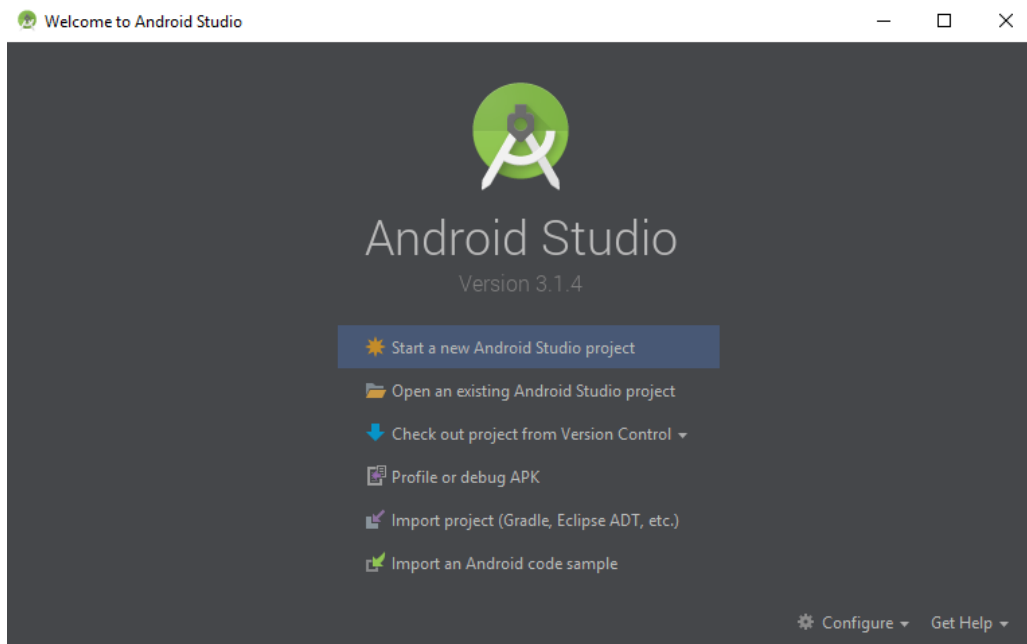 Welcome to Android Studio
Android Studio
Version 3.1.4
Start a new Android Studio project
Open an existing Android Studio project
Check out project from Version Control
Profile or debug APK
Import project (Gradle, Eclipse ADT, etc.)
Import an Android code sample
Configure Get Help